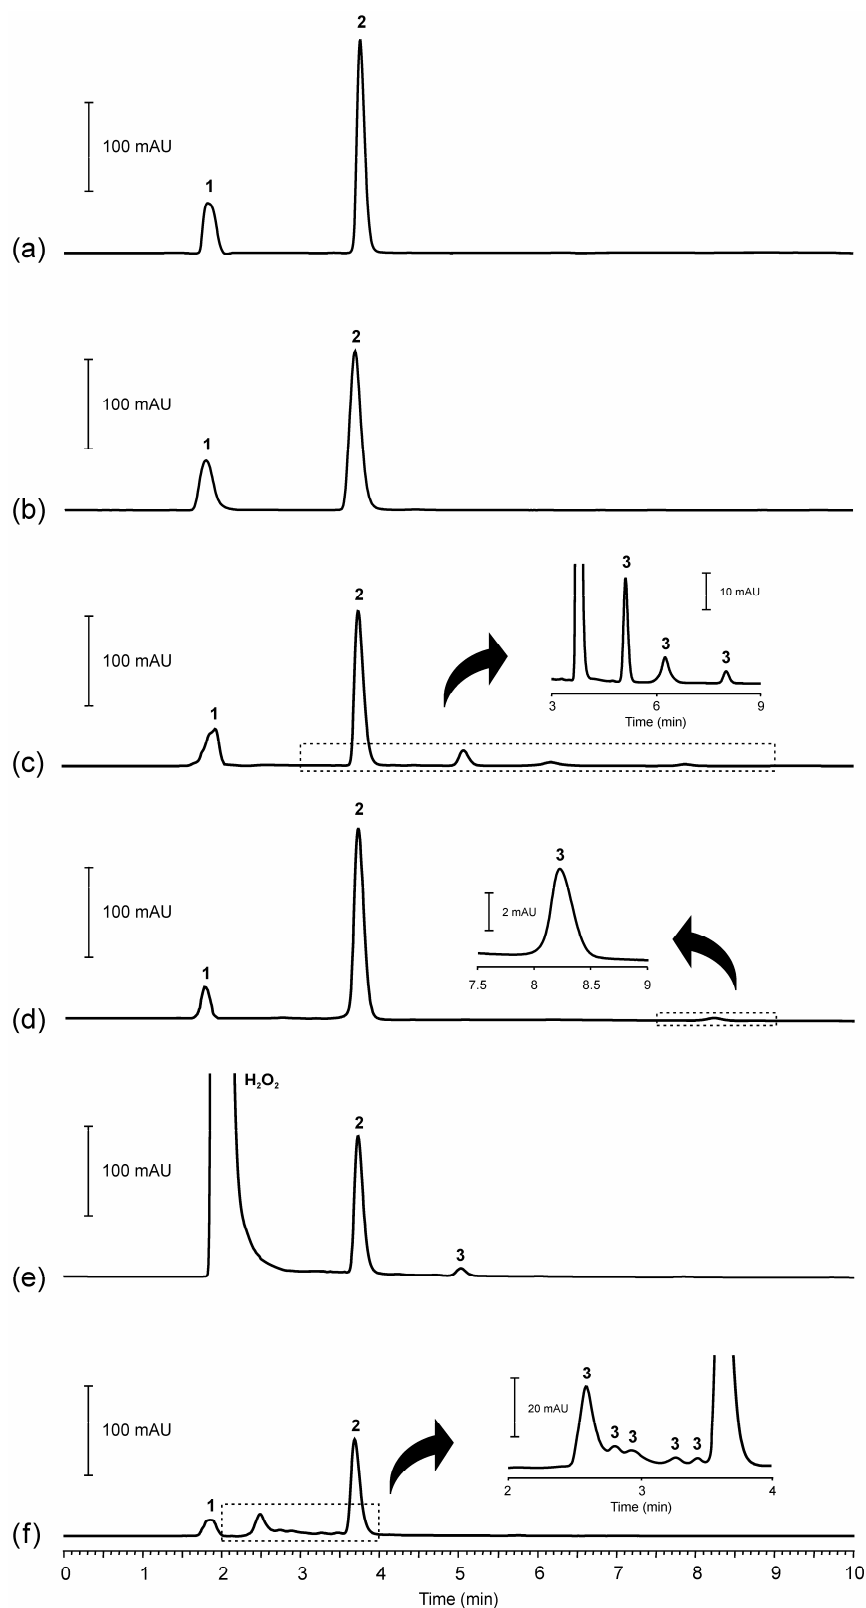 2
100 mAU
1
(a)
2
100 mAU
1
(b)
3
10 mAU
2
3
3
100 mAU
1
3 6 9
Time (min)
(c)
2
3
100 mAU
2 mAU
1
7.5 8 8.5 9
(d)
H₂O₂
2
100 mAU
3
(e)
3
20 mAU
2
3 3
3 3
100 mAU
1
2 3 4
Time (min)
(f)
0 1 2 3 4 5 6 7 8 9 10
Time (min)